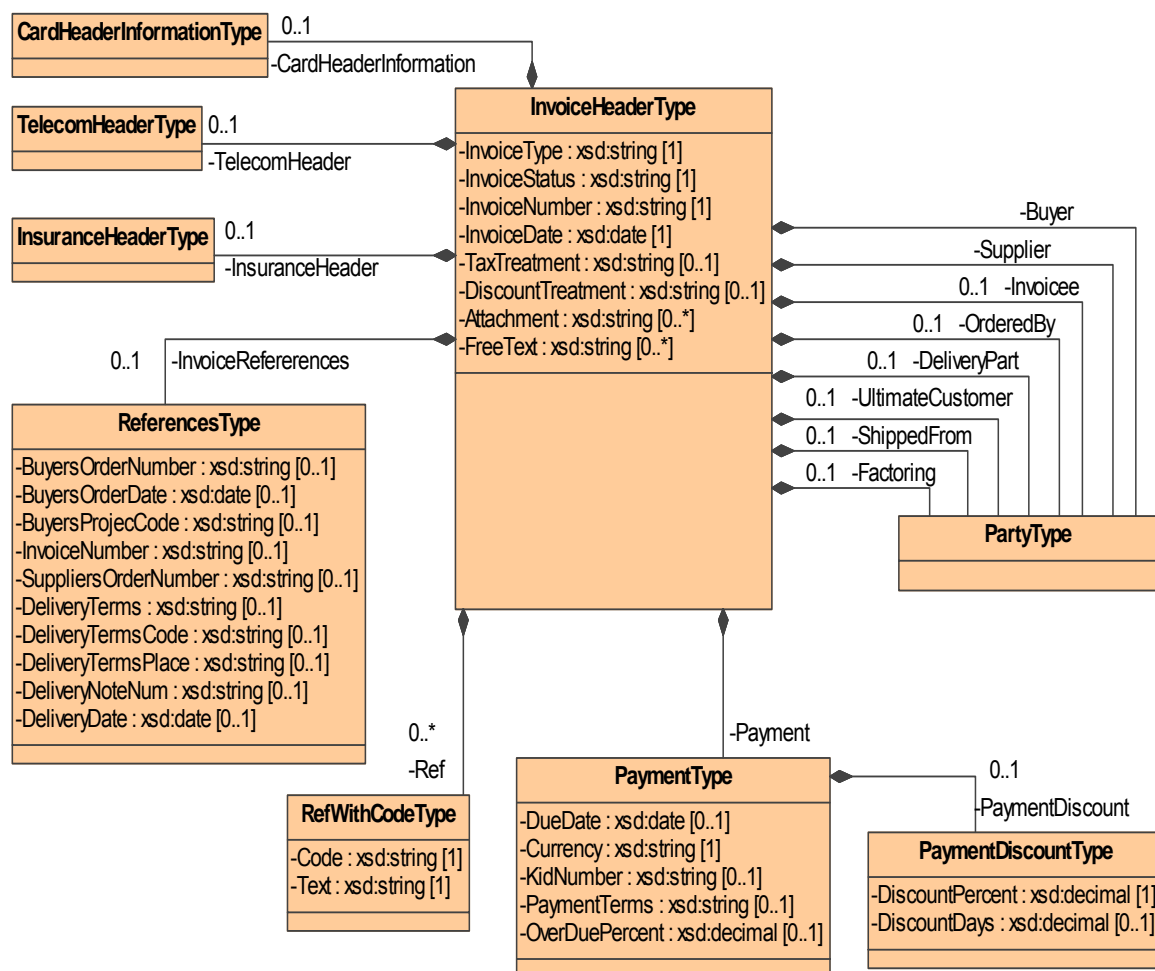 CardHeaderInformationType
0..1
-CardHeaderInformation
TelecomHeaderType
0..1
-TelecomHeader
InsuranceHeaderType
0..1
-InsuranceHeader
InvoiceHeaderType
-InvoiceType : xsd:string [1]
-InvoiceStatus : xsd:string [1]
-InvoiceNumber : xsd:string [1]
-InvoiceDate : xsd:date [1]
-TaxTreatment : xsd:string [0..1]
-DiscountTreatment : xsd:string [0..1]
-Attachment : xsd:string [0..*]
-FreeText : xsd:string [0..*]
-Buyer
-Supplier
0..1 -Invoicee
0..1 -OrderedBy
0..1 -DeliveryPart
0..1 -UltimateCustomer
0..1 -ShippedFrom
0..1 -Factoring
PartyType
0..1 -InvoiceRefererences
ReferencesType
-BuyersOrderNumber : xsd:string [0..1]
-BuyersOrderDate : xsd:date [0..1]
-BuyersProjecCode : xsd:string [0..1]
-InvoiceNumber : xsd:string [0..1]
-SuppliersOrderNumber : xsd:string [0..1]
-DeliveryTerms : xsd:string [0..1]
-DeliveryTermsCode : xsd:string [0..1]
-DeliveryTermsPlace : xsd:string [0..1]
-DeliveryNoteNum : xsd:string [0..1]
-DeliveryDate : xsd:date [0..1]
0..*
-Ref
RefWithCodeType
-Code : xsd:string [1]
-Text : xsd:string [1]
-Payment
PaymentType
-DueDate : xsd:date [0..1]
-Currency : xsd:string [1]
-KidNumber : xsd:string [0..1]
-PaymentTerms : xsd:string [0..1]
-OverDuePercent : xsd:decimal [0..1]
0..1
-PaymentDiscount
PaymentDiscountType
-DiscountPercent : xsd:decimal [1]
-DiscountDays : xsd:decimal [0..1]